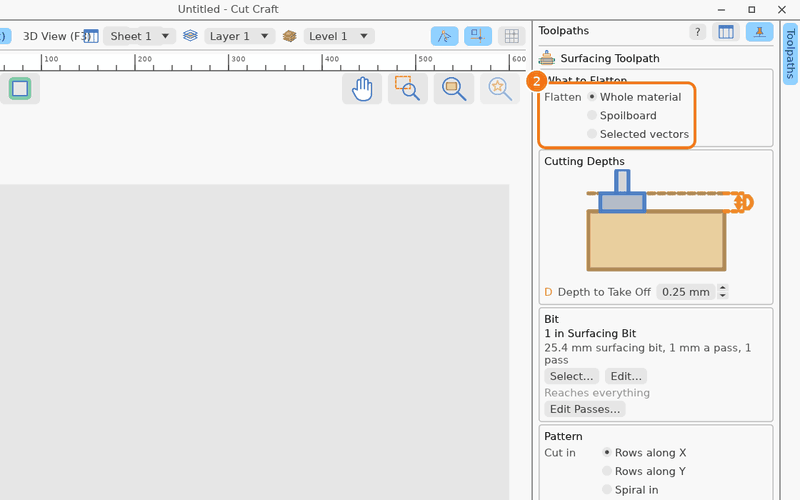 Untitled - Cut Craft
3D View (F3)
Sheet 1
Layer 1
Level 1
100
200
300
400
500
600
Toolpaths
?
Toolpaths
Surfacing Toolpath
What to Flatten
2
Flatten
Whole material
Spoilboard
Selected vectors
Cutting Depths
D
D Depth to Take Off 0.25 mm
Bit
1 in Surfacing Bit
25.4 mm surfacing bit, 1 mm a pass, 1
pass
Select... Edit...
Reaches everything
Edit Passes...
Pattern
Cut in
Rows along X
Rows along Y
Spiral in